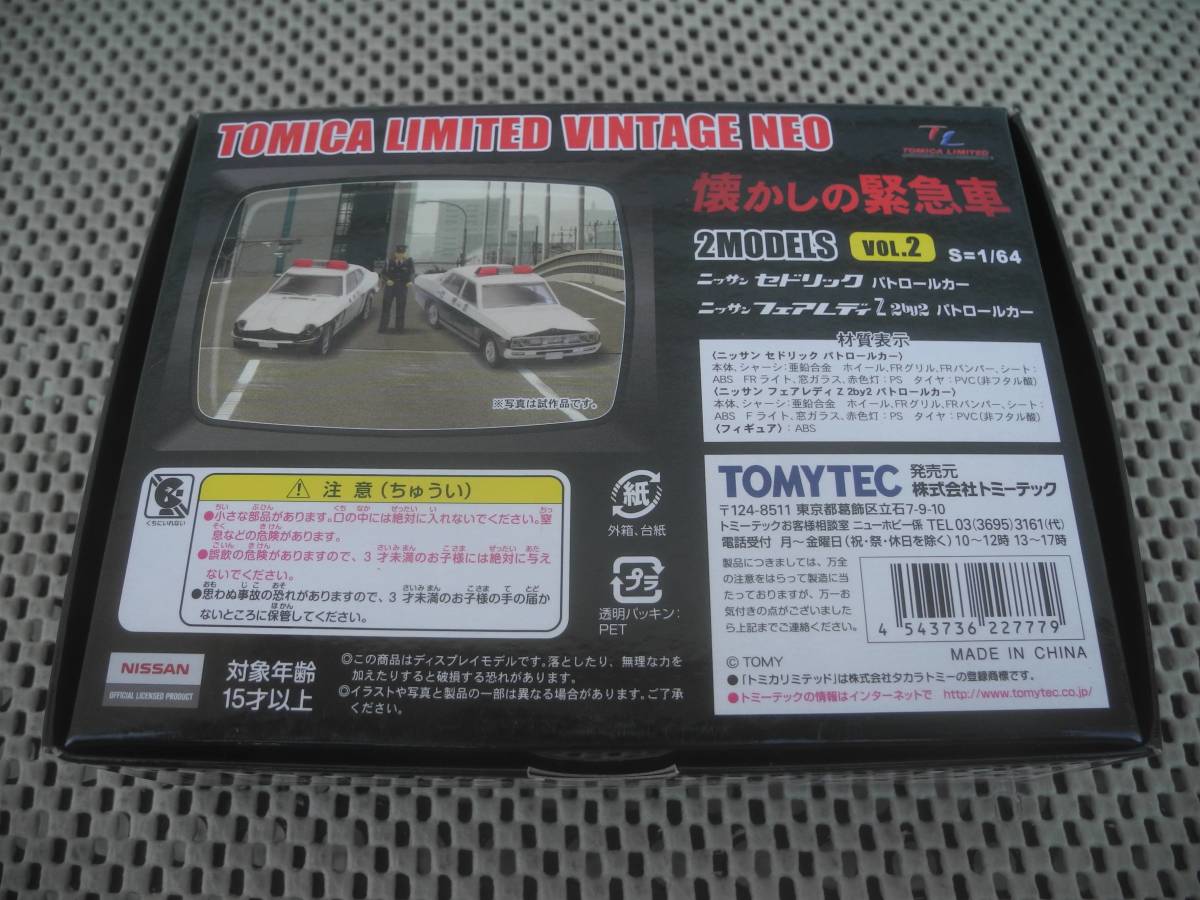 TOMICA LIMITED VINTAGE NEO
TL
TOMICA LIMITED
懐かしの緊急車
2MODELS VOL.2 S=1/64
ニッサン セドリック パトロールカー
ニッサン フェアレディ Z 2by2 パトロールカー
※写真は試作品です。
材質表示
〈ニッサン セドリック パトロールカー〉
本体、シャーシ:亜鉛合金 ホイール、FRグリル、FRバンパー、シート:
ABS FRライト、窓ガラス、赤色灯:PS タイヤ:PVC(非フタル酸)
〈ニッサン フェアレディ Z 2by2 パトロールカー〉
本体、シャーシ:亜鉛合金 ホイール、FRグリル、FRバンパー、シート:
ABS Fライト、窓ガラス、赤色灯:PS タイヤ:PVC(非フタル酸)
〈フィギュア〉:ABS
くちにいれない
注意(ちゅうい)
●小さな部品があります。口の中には絶対に入れないでください。窒
息などの危険があります。
●誤飲の危険がありますので、3才未満のお子様には絶対に与え
ないでください。
●思わぬ事故の恐れがありますので、3才未満のお子様の手の届か
ないところに保管してください。
紙
外箱、台紙
プラ
透明パッキン:
PET
TOMYTEC 発売元
株式会社トミーテック
〒124-8511 東京都葛飾区立石7-9-10
トミーテックお客様相談室 ニューホビー係 TEL 03(3695)3161(代)
電話受付 月~金曜日(祝・祭・休日を除く)10~12時 13~17時
製品につきましては、万全
の注意をはらって製造に当
たっておりますが、万一お
気付きの点がございました
ら上記までご連絡ください。
4 543736 227779
MADE IN CHINA
© TOMY
●「トミカリミテッド」は株式会社タカラトミーの登録商標です。
●トミーテックの情報はインターネットで http://www.tomytec.co.jp/
NISSAN
OFFICIAL LICENSED PRODUCT
対象年齢
15才以上
◎この商品はディスプレイモデルです。落としたり、無理な力を
加えたりすると破損する恐れがあります。
◎イラストや写真と製品の一部は異なる場合があります。ご了承
ください。